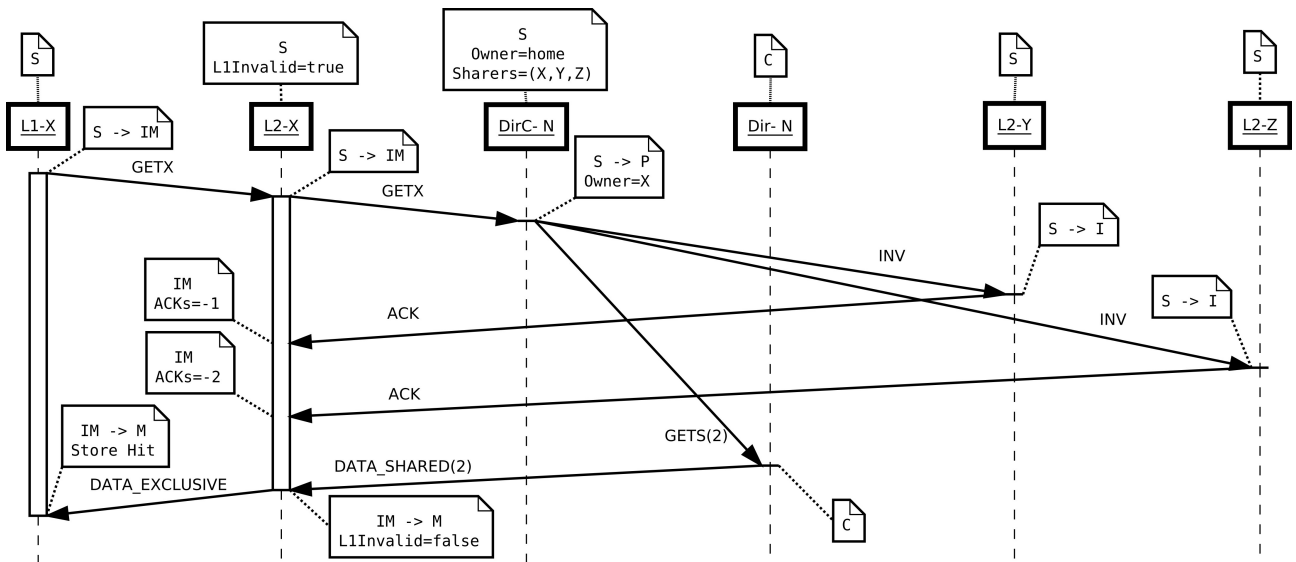 S
S
L1Invalid=true
S
Owner=home
Sharers=(X,Y,Z)
C
S
S
L1-X
L2-X
DirC- N
Dir- N
L2-Y
L2-Z
S -> IM
GETX
S -> IM
GETX
S -> P
Owner=X
S -> I
INV
IM
ACKs=-1
ACK
S -> I
INV
IM
ACKs=-2
ACK
IM -> M
Store Hit
GETS(2)
DATA_SHARED(2)
DATA_EXCLUSIVE
IM -> M
L1Invalid=false
C